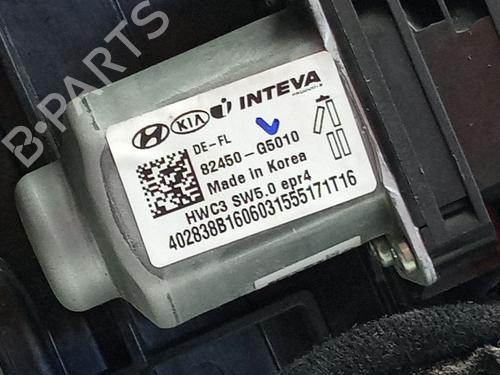 B-PARTS
KIA INTEVA
DE-FL
82450-G5010
Made in Korea
HWC3 SW5.0 epr4
402838B1606031555171T16